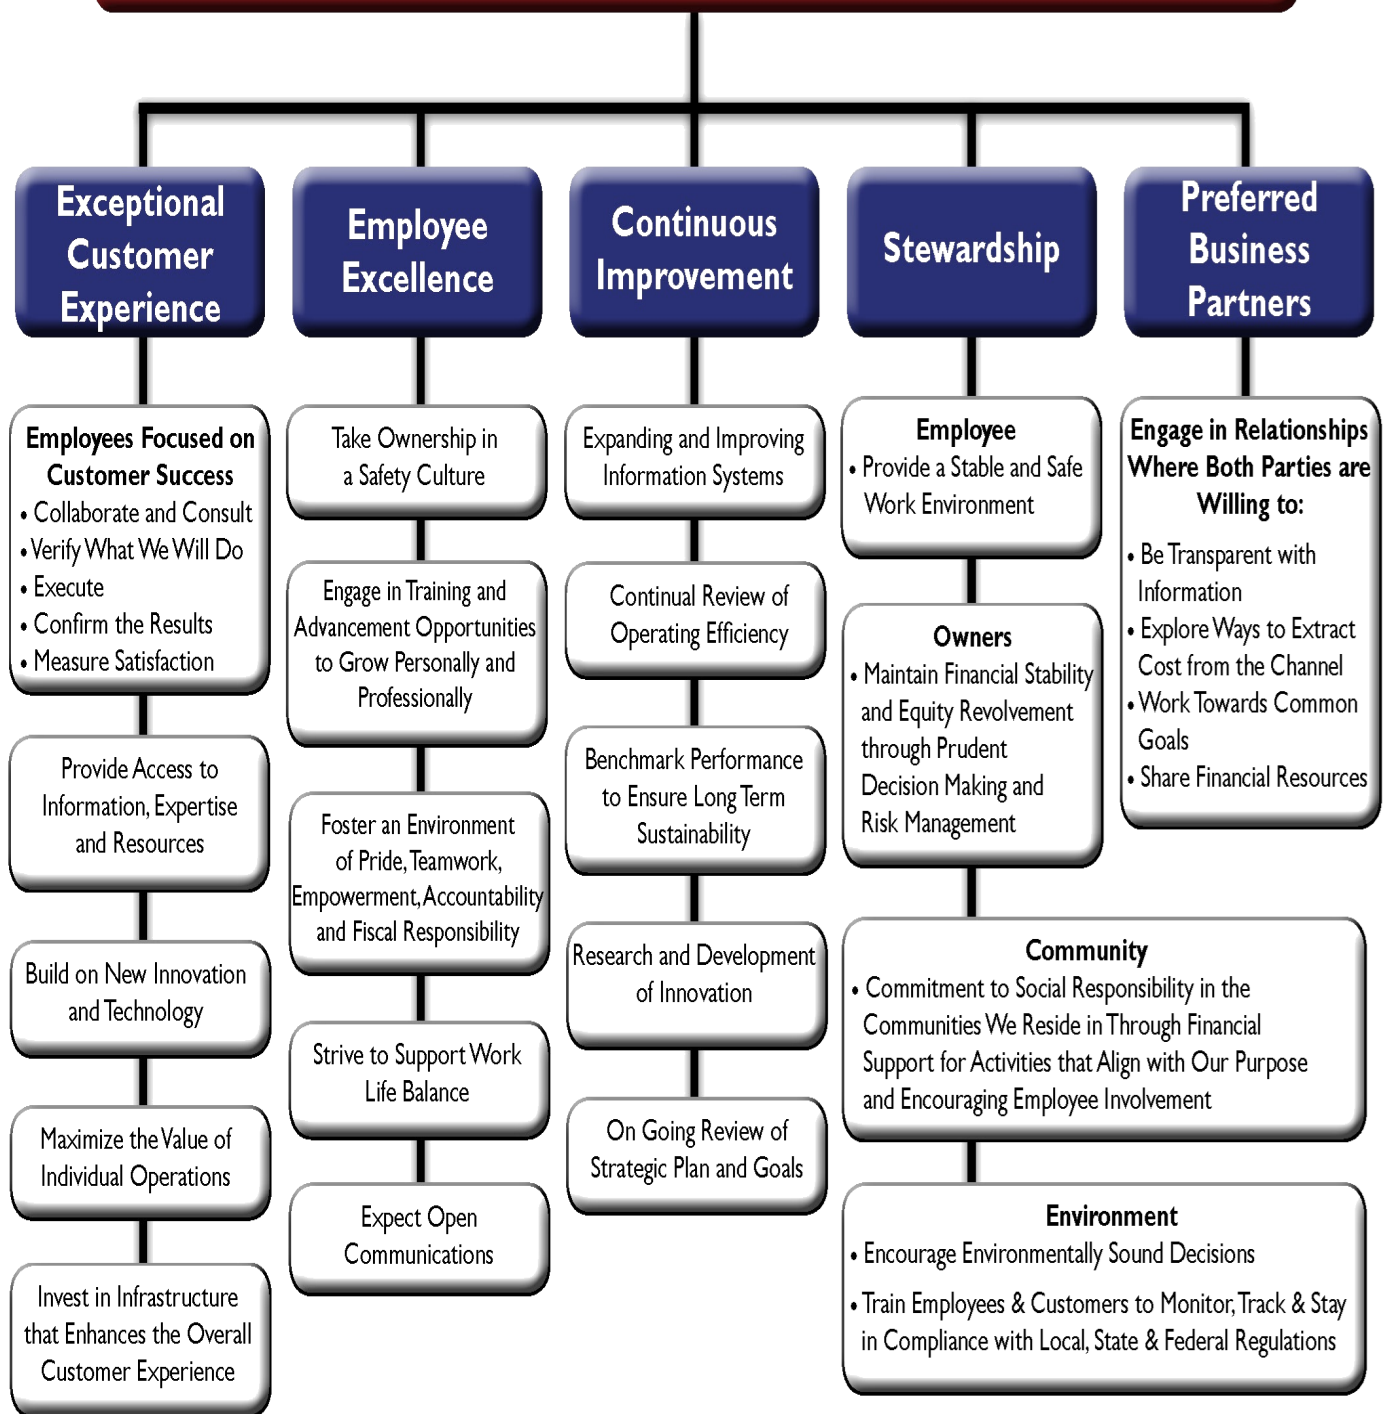 Exceptional
Customer
Experience
Employee
Excellence
Continuous
Improvement
Stewardship
Preferred
Business
Partners
Employees Focused on
Customer Success
• Collaborate and Consult
• Verify What We Will Do
• Execute
• Confirm the Results
• Measure Satisfaction
Provide Access to
Information, Expertise
and Resources
Build on New Innovation
and Technology
Maximize the Value of
Individual Operations
Invest in Infrastructure
that Enhances the Overall
Customer Experience
Take Ownership in
a Safety Culture
Engage in Training and
Advancement Opportunities
to Grow Personally and
Professionally
Foster an Environment
of Pride, Teamwork,
Empowerment, Accountability
and Fiscal Responsibility
Strive to Support Work
Life Balance
Expect Open
Communications
Expanding and Improving
Information Systems
Continual Review of
Operating Efficiency
Benchmark Performance
to Ensure Long Term
Sustainability
Research and Development
of Innovation
On Going Review of
Strategic Plan and Goals
Employee
• Provide a Stable and Safe
Work Environment
Owners
• Maintain Financial Stability
and Equity Revolvement
through Prudent
Decision Making and
Risk Management
Community
• Commitment to Social Responsibility in the
Communities We Reside in Through Financial
Support for Activities that Align with Our Purpose
and Encouraging Employee Involvement
Environment
• Encourage Environmentally Sound Decisions
• Train Employees & Customers to Monitor, Track & Stay
in Compliance with Local, State & Federal Regulations
Engage in Relationships
Where Both Parties are
Willing to:
• Be Transparent with
Information
• Explore Ways to Extract
Cost from the Channel
• Work Towards Common
Goals
• Share Financial Resources